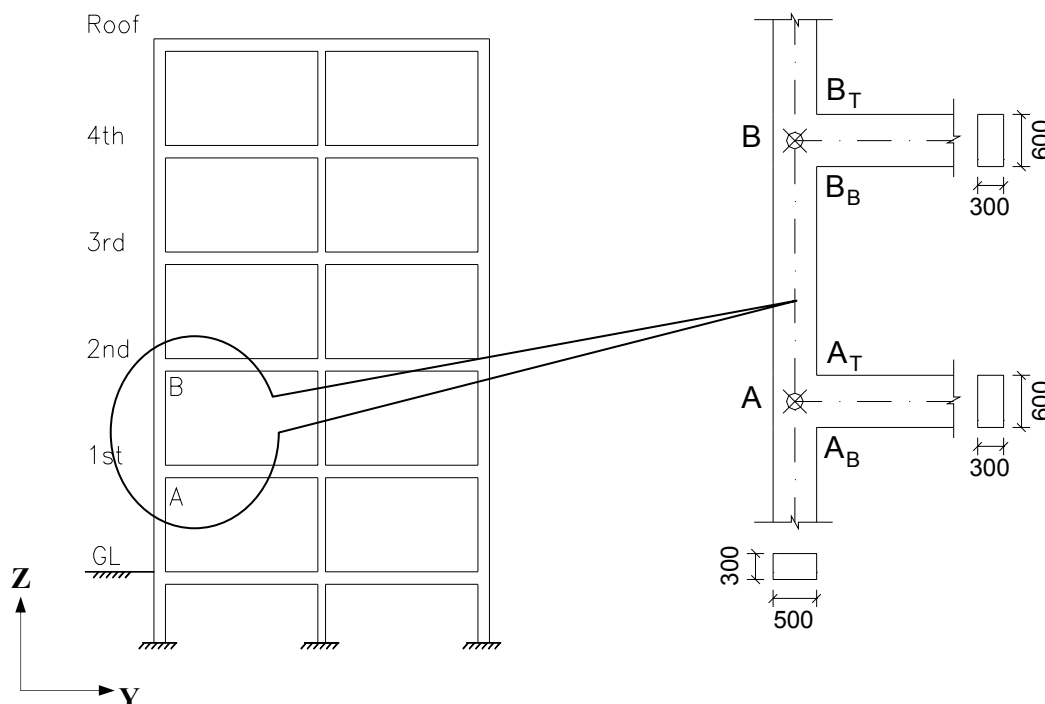 Roof
4th
3rd
2nd
B
1st
A
GL
Z
Y
B_T
B
B_B
600
300
A_T
A
A_B
600
300
300
500